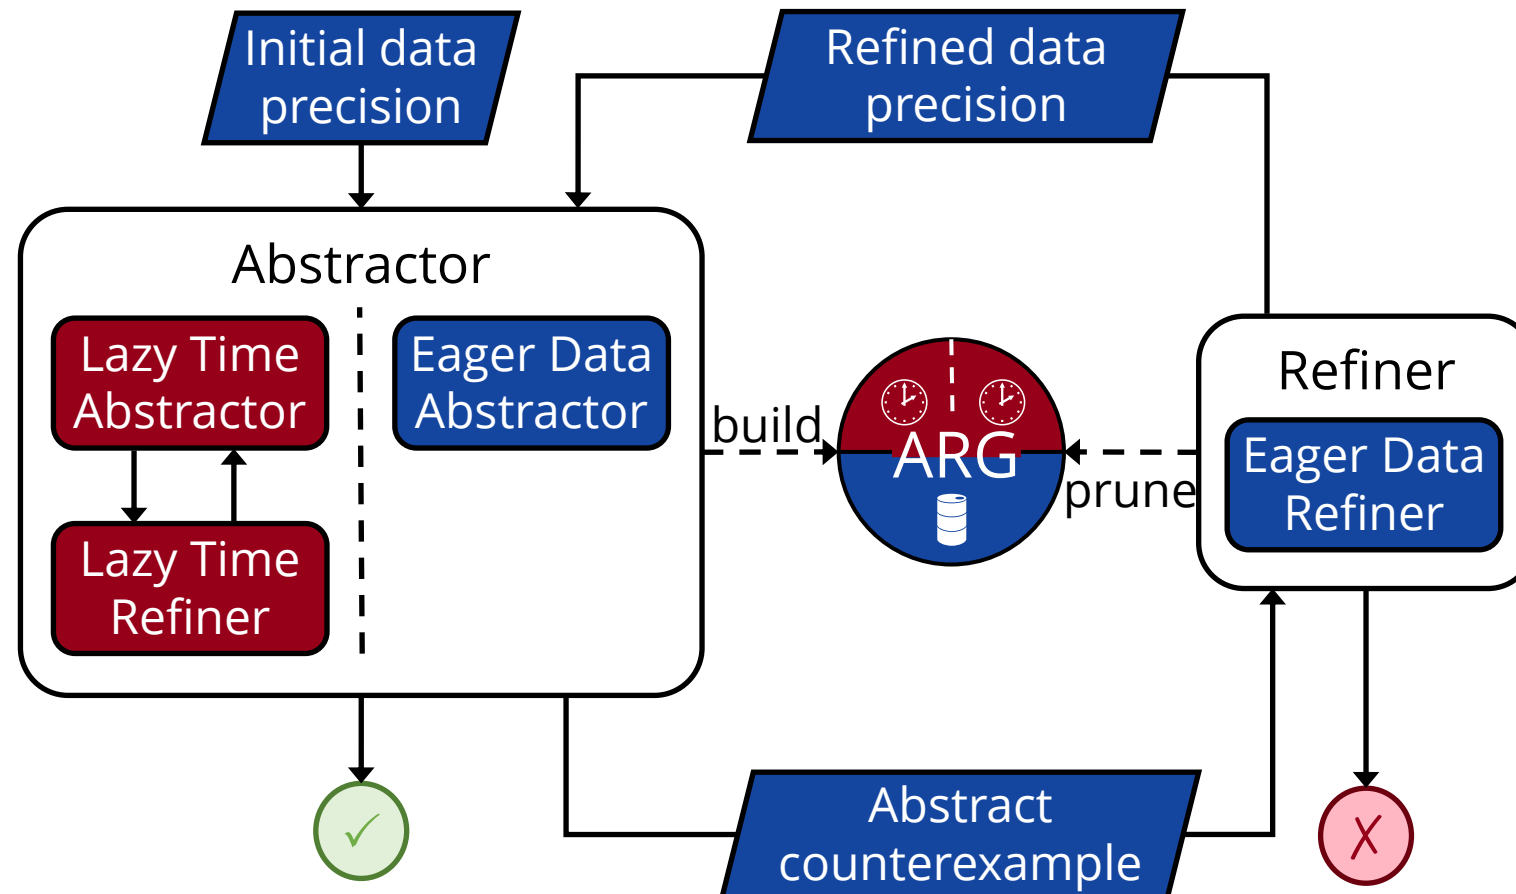 Initial data
precision
Refined data
precision
Abstractor
Lazy Time
Abstractor
Eager Data
Abstractor
Lazy Time
Refiner
build
ARG
prune
Refiner
Eager Data
Refiner
Abstract
counterexample
✓
✗